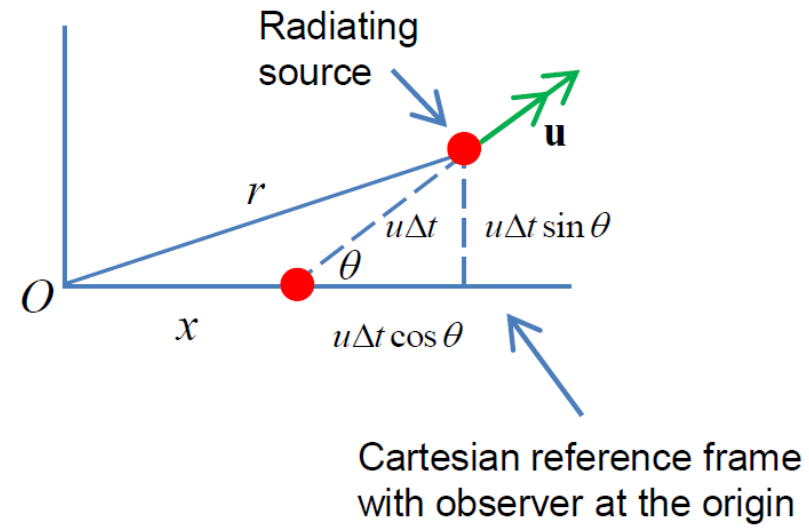 Radiating
source
u
r
uΔt
uΔt sin θ
θ
O
x
uΔt cos θ
Cartesian reference frame
with observer at the origin